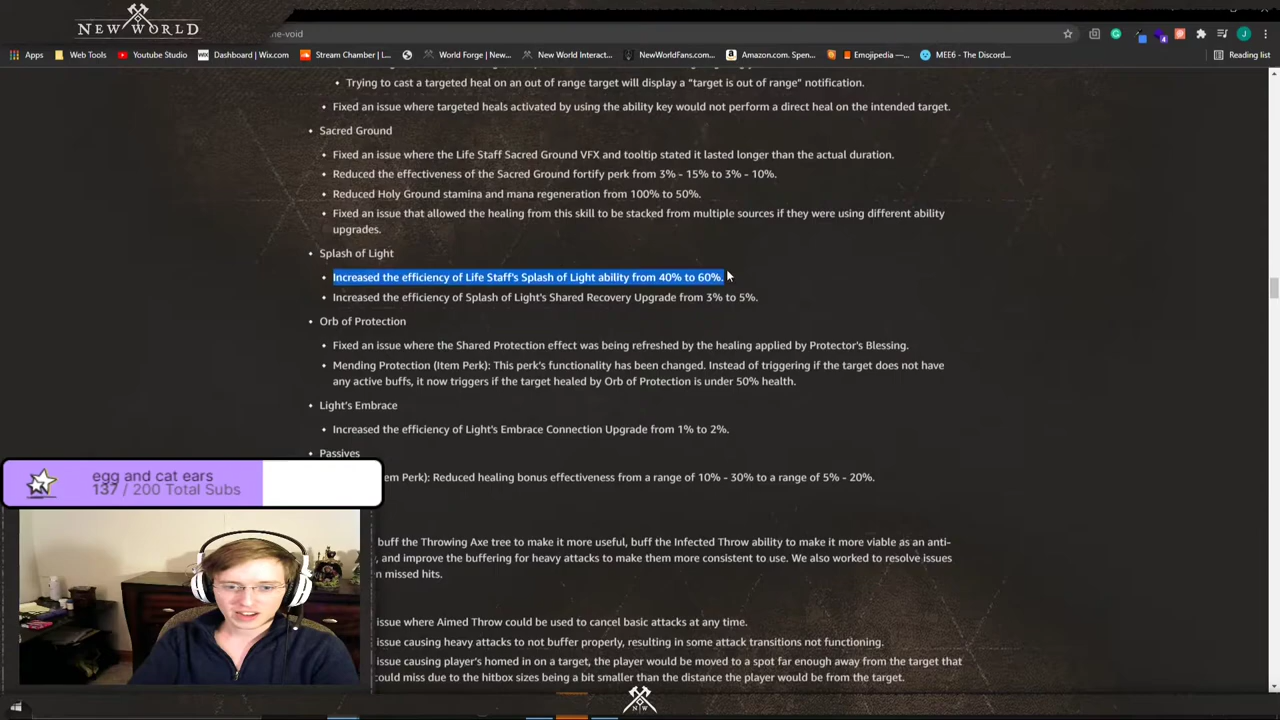 NEW WORLD
ne-void
Apps
Web Tools
Youtube Studio
Dashboard | Wix.com
Stream Chamber | L...
World Forge | New...
New World Interact...
NewWorldFans.com...
Amazon.com. Spen...
Emojipedia —...
MEE6 - The Discord...
Reading list
• Trying to cast a targeted heal on an out of range target will display a “target is out of range” notification.
• Fixed an issue where targeted heals activated by using the ability key would not perform a direct heal on the intended target.
• Sacred Ground
• Fixed an issue where the Life Staff Sacred Ground VFX and tooltip stated it lasted longer than the actual duration.
• Reduced the effectiveness of the Sacred Ground fortify perk from 3% - 15% to 3% - 10%.
• Reduced Holy Ground stamina and mana regeneration from 100% to 50%.
• Fixed an issue that allowed the healing from this skill to be stacked from multiple sources if they were using different ability
upgrades.
• Splash of Light
• Increased the efficiency of Life Staff's Splash of Light ability from 40% to 60%.
• Increased the efficiency of Splash of Light's Shared Recovery Upgrade from 3% to 5%.
• Orb of Protection
• Fixed an issue where the Shared Protection effect was being refreshed by the healing applied by Protector's Blessing.
• Mending Protection (Item Perk): This perk's functionality has been changed. Instead of triggering if the target does not have
any active buffs, it now triggers if the target healed by Orb of Protection is under 50% health.
• Light's Embrace
• Increased the efficiency of Light's Embrace Connection Upgrade from 1% to 2%.
• Passives
em Perk): Reduced healing bonus effectiveness from a range of 10% - 30% to a range of 5% - 20%.
egg and cat ears
137 / 200 Total Subs
buff the Throwing Axe tree to make it more useful, buff the Infected Throw ability to make it more viable as an anti-
, and improve the buffering for heavy attacks to make them more consistent to use. We also worked to resolve issues
n missed hits.
issue where Aimed Throw could be used to cancel basic attacks at any time.
issue causing heavy attacks to not buffer properly, resulting in some attack transitions not functioning.
issue causing player's homed in on a target, the player would be moved to a spot far enough away from the target that
ould miss due to the hitbox sizes being a bit smaller than the distance the player would be from the target.
N W